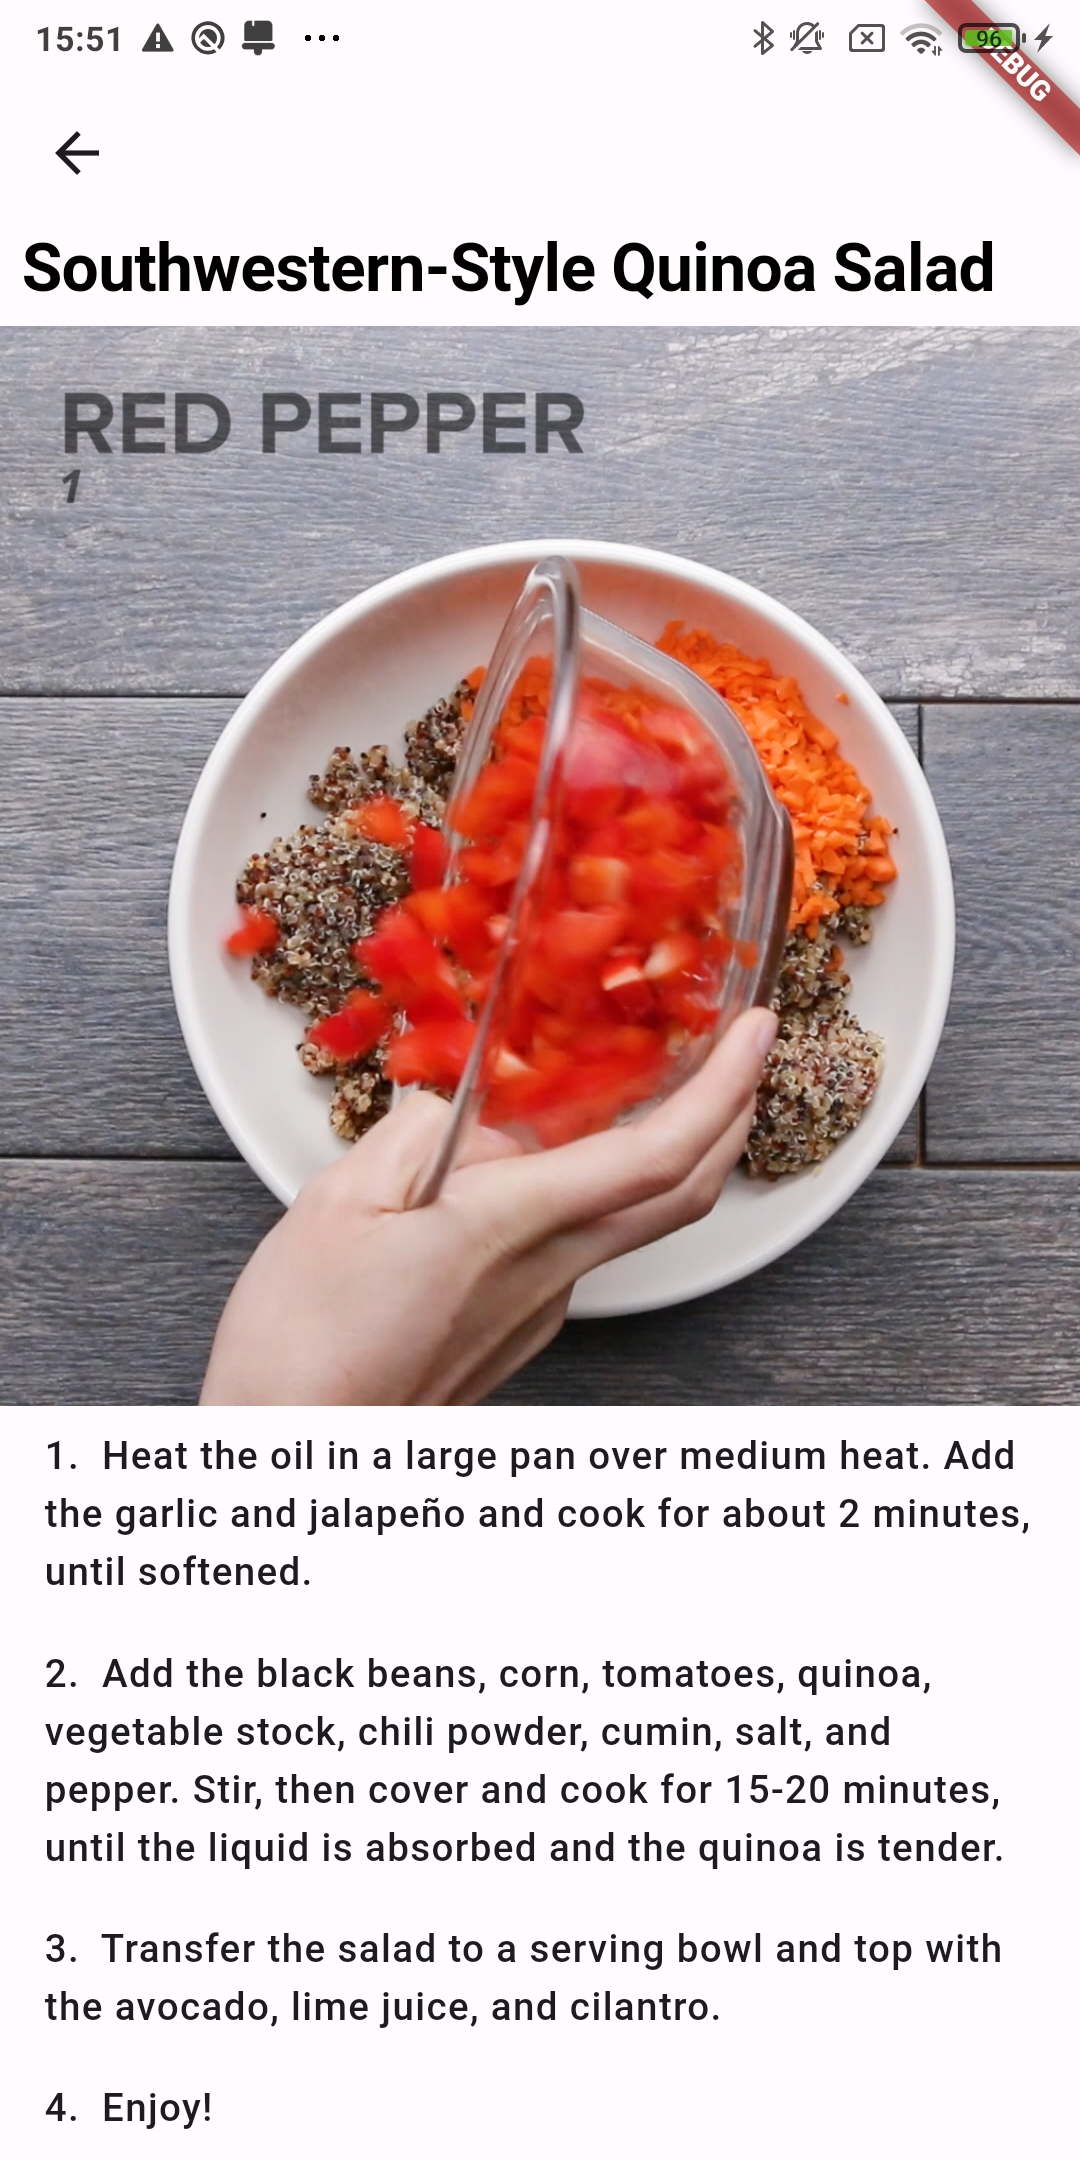 15:51
96
DEBUG
Southwestern-Style Quinoa Salad
RED PEPPER
1
1. Heat the oil in a large pan over medium heat. Add
the garlic and jalapeño and cook for about 2 minutes,
until softened.
2. Add the black beans, corn, tomatoes, quinoa,
vegetable stock, chili powder, cumin, salt, and
pepper. Stir, then cover and cook for 15-20 minutes,
until the liquid is absorbed and the quinoa is tender.
3. Transfer the salad to a serving bowl and top with
the avocado, lime juice, and cilantro.
4. Enjoy!